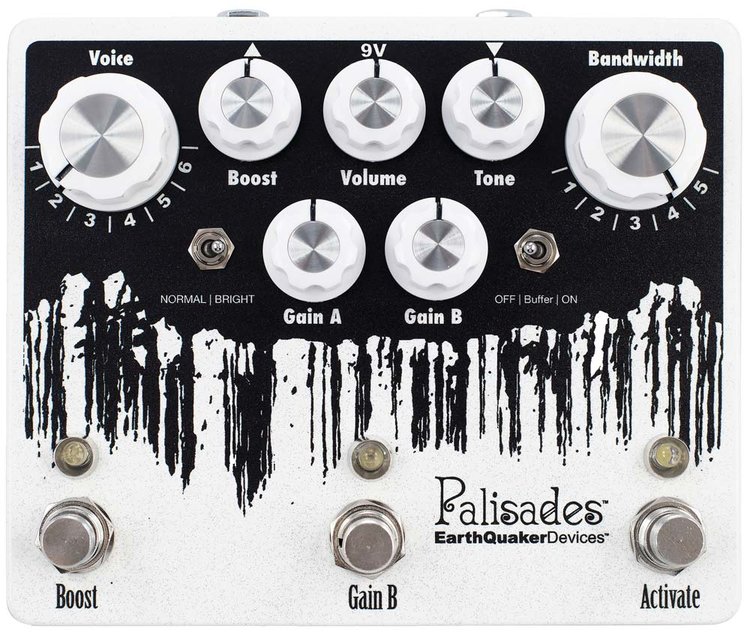 Voice
9V
Bandwidth
Boost
Volume
Tone
1 2 3 4 5 6
1 2 3 4 5
NORMAL | BRIGHT
Gain A
Gain B
OFF | Buffer | ON
Palisades™
EarthQuakerDevices™
Boost
Gain B
Activate